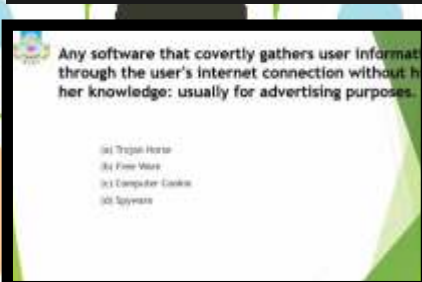 Any software that covertly gathers user informat
through the user's internet connection without h
her knowledge: usually for advertising purposes.
(a) Trojan Horse
(b) Free Ware
(c) Computer Cookie
(d) Spyware